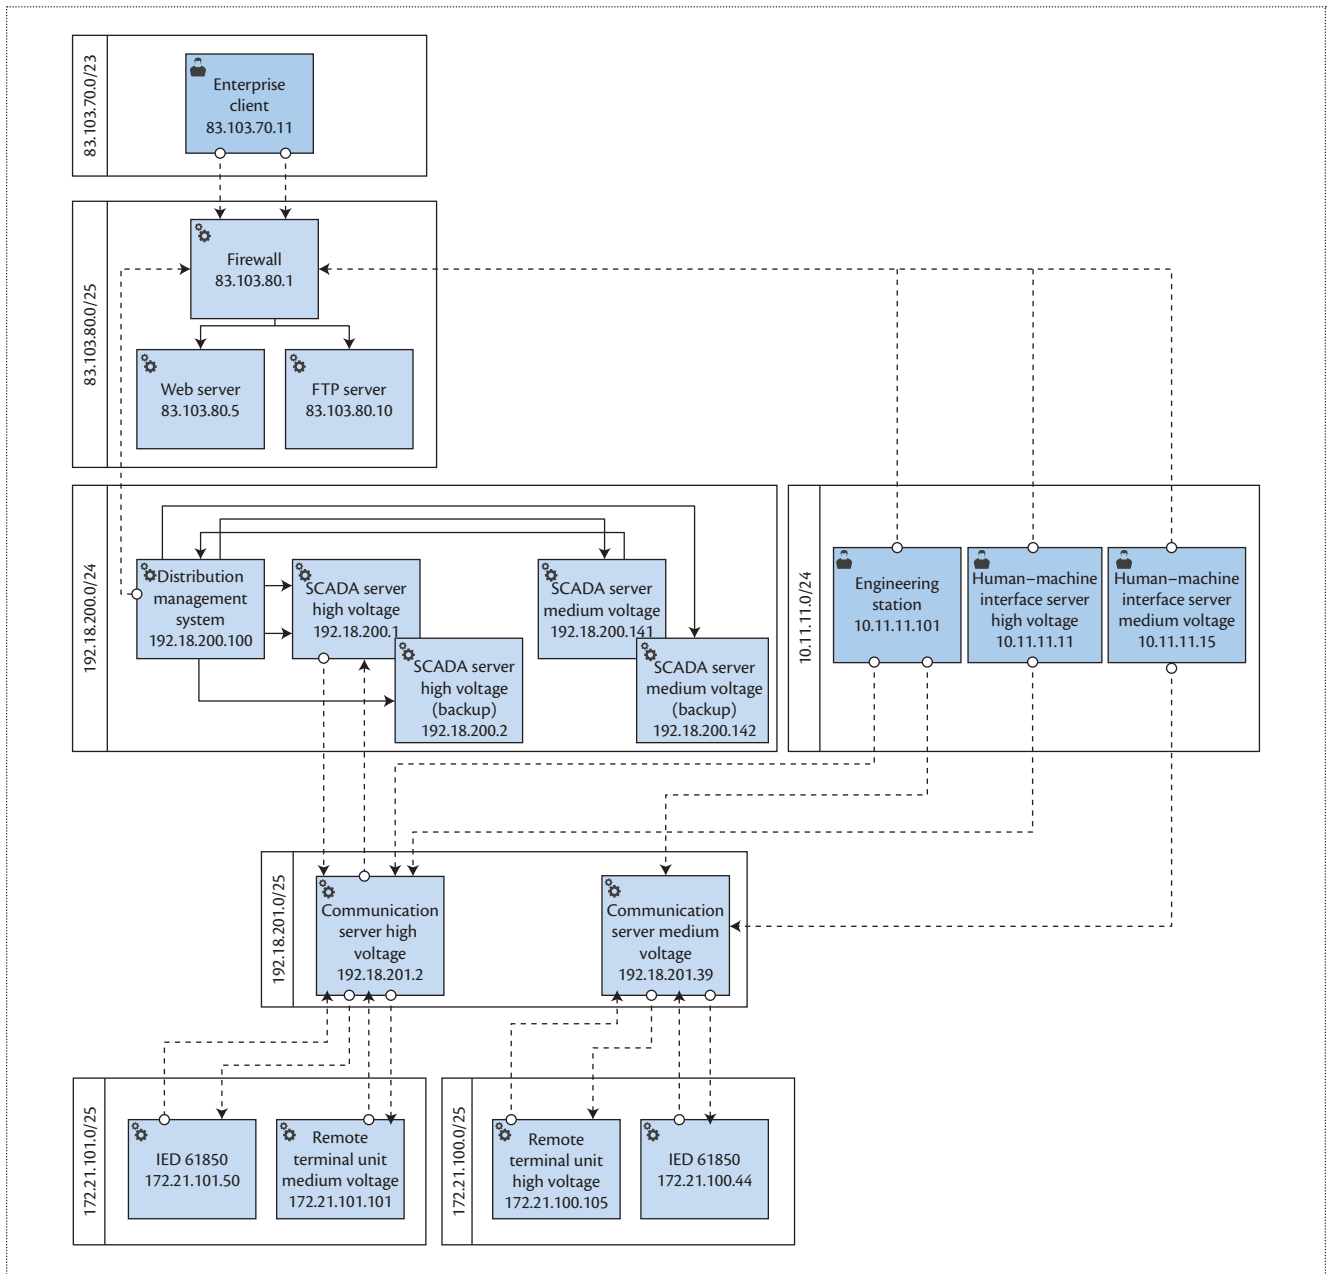 83.103.70.0/23
Enterprise
client
83.103.70.11
83.103.80.0/25
Firewall
83.103.80.1
Web server
83.103.80.5
FTP server
83.103.80.10
192.18.200.0/24
Distribution
management
system
192.18.200.100
SCADA server
high voltage
192.18.200.1
SCADA server
high voltage
(backup)
192.18.200.2
SCADA server
medium voltage
192.18.200.141
SCADA server
medium voltage
(backup)
192.18.200.142
10.11.11.0/24
Engineering
station
10.11.11.101
Human–machine
interface server
high voltage
10.11.11.11
Human–machine
interface server
medium voltage
10.11.11.15
192.18.201.0/25
Communication
server high
voltage
192.18.201.2
Communication
server medium
voltage
192.18.201.39
172.21.101.0/25
IED 61850
172.21.101.50
Remote
terminal unit
medium voltage
172.21.101.101
172.21.100.0/25
Remote
terminal unit
high voltage
172.21.100.105
IED 61850
172.21.100.44